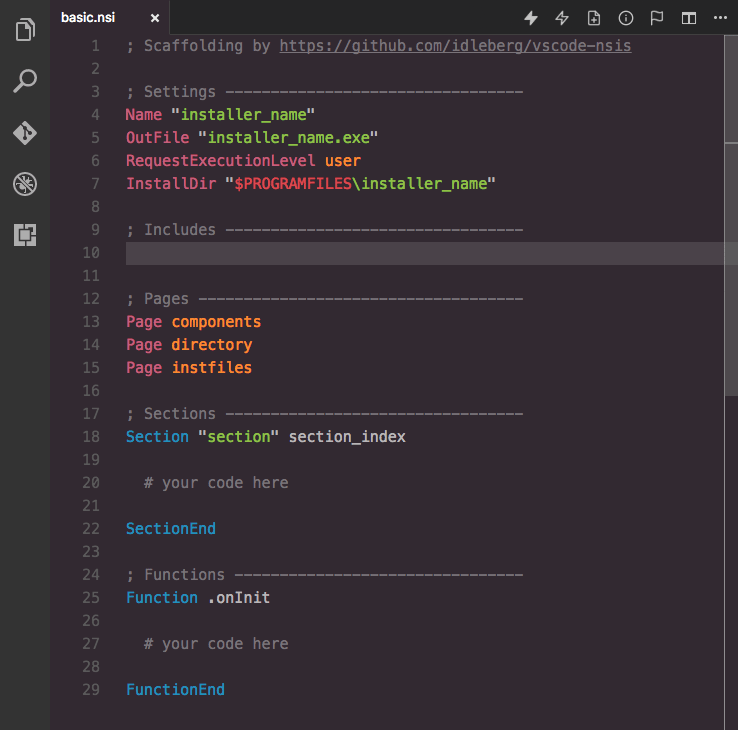 basic.nsi ×
1 ; Scaffolding by https://github.com/idleberg/vscode-nsis
2
3 ; Settings ---------------------------------
4 Name "installer_name"
5 OutFile "installer_name.exe"
6 RequestExecutionLevel user
7 InstallDir "$PROGRAMFILES\installer_name"
8
9 ; Includes ---------------------------------
10
11
12 ; Pages ------------------------------------
13 Page components
14 Page directory
15 Page instfiles
16
17 ; Sections ---------------------------------
18 Section "section" section_index
19
20   # your code here
21
22 SectionEnd
23
24 ; Functions --------------------------------
25 Function .onInit
26
27   # your code here
28
29 FunctionEnd